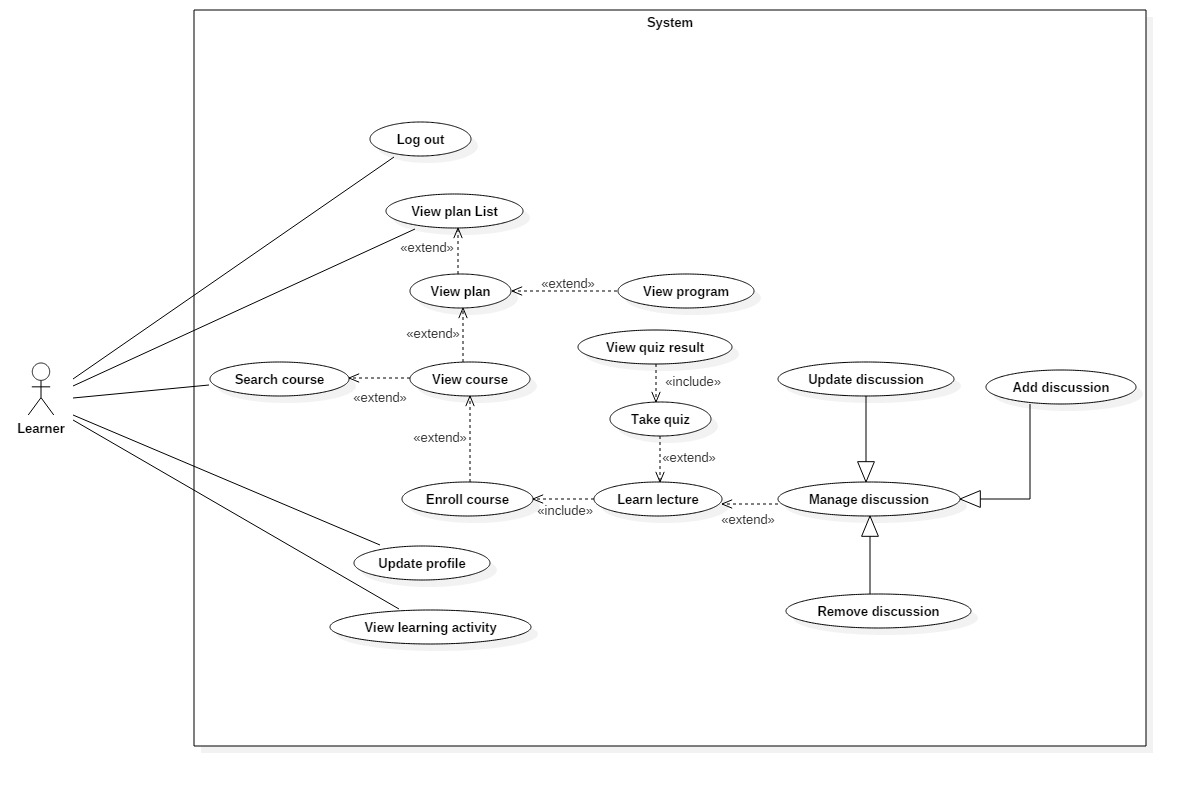 System
Log out
View plan List
«extend»
View plan
«extend»
View program
«extend»
View quiz result
Search course
View course
«extend»
«include»
Update discussion
Add discussion
Learner
Take quiz
«extend»
«extend»
Enroll course
«include»
Learn lecture
«extend»
Manage discussion
Update profile
Remove discussion
View learning activity